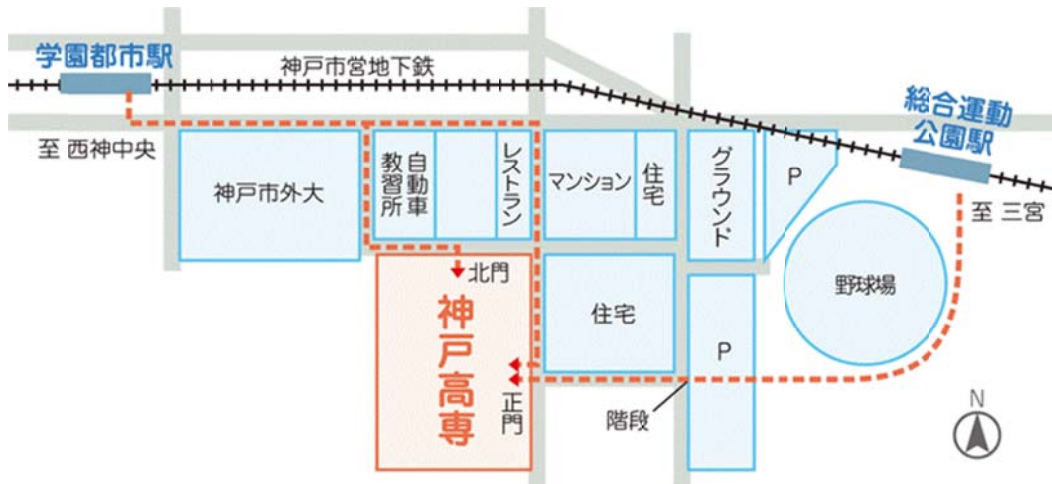 学園都市駅
神戸市営地下鉄
総合運動
公園駅
至 西神中央
至 三宮
神戸市外大
自動車
教習所
レストラン
マンション
住宅
グラウンド
P
野球場
北門
神戸高専
正門
住宅
P
階段
N